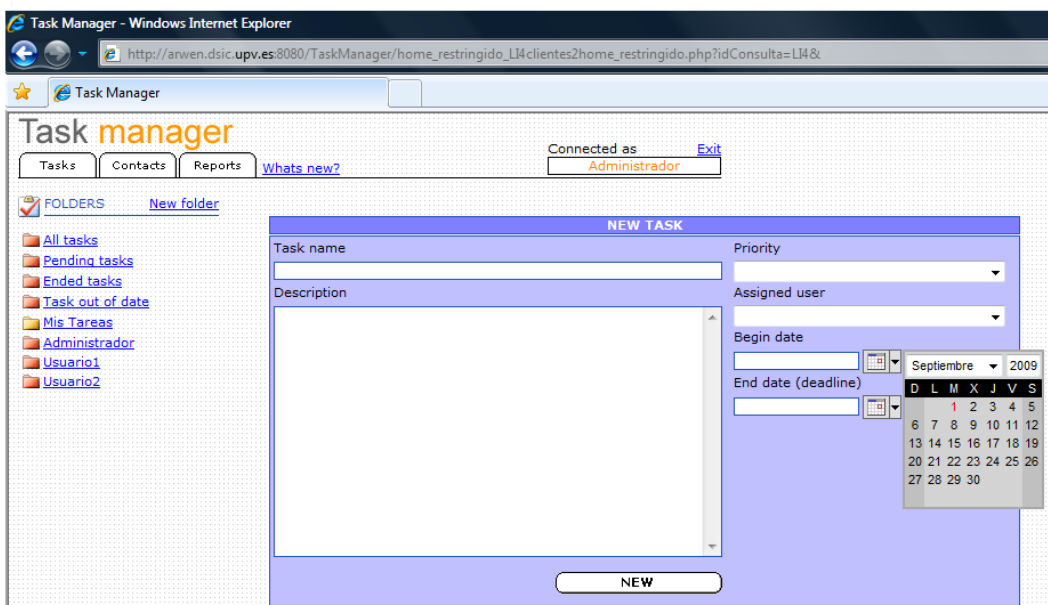 Task Manager - Windows Internet Explorer
http://arwen.dsic.upv.es:8080/TaskManager/home_restringido_LI4clientes2home_restringido.php?idConsulta=LI4&
Task Manager
Task manager
Connected as Exit
Tasks Contacts Reports Whats new? Administrador
FOLDERS New folder
All tasks
Pending tasks
Ended tasks
Task out of date
Mis Tareas
Administrador
Usuario1
Usuario2
NEW TASK
Task name
Description
Priority
Assigned user
Begin date
End date (deadline)
Septiembre 2009
D L M X J V S
1 2 3 4 5
6 7 8 9 10 11 12
13 14 15 16 17 18 19
20 21 22 23 24 25 26
27 28 29 30
NEW